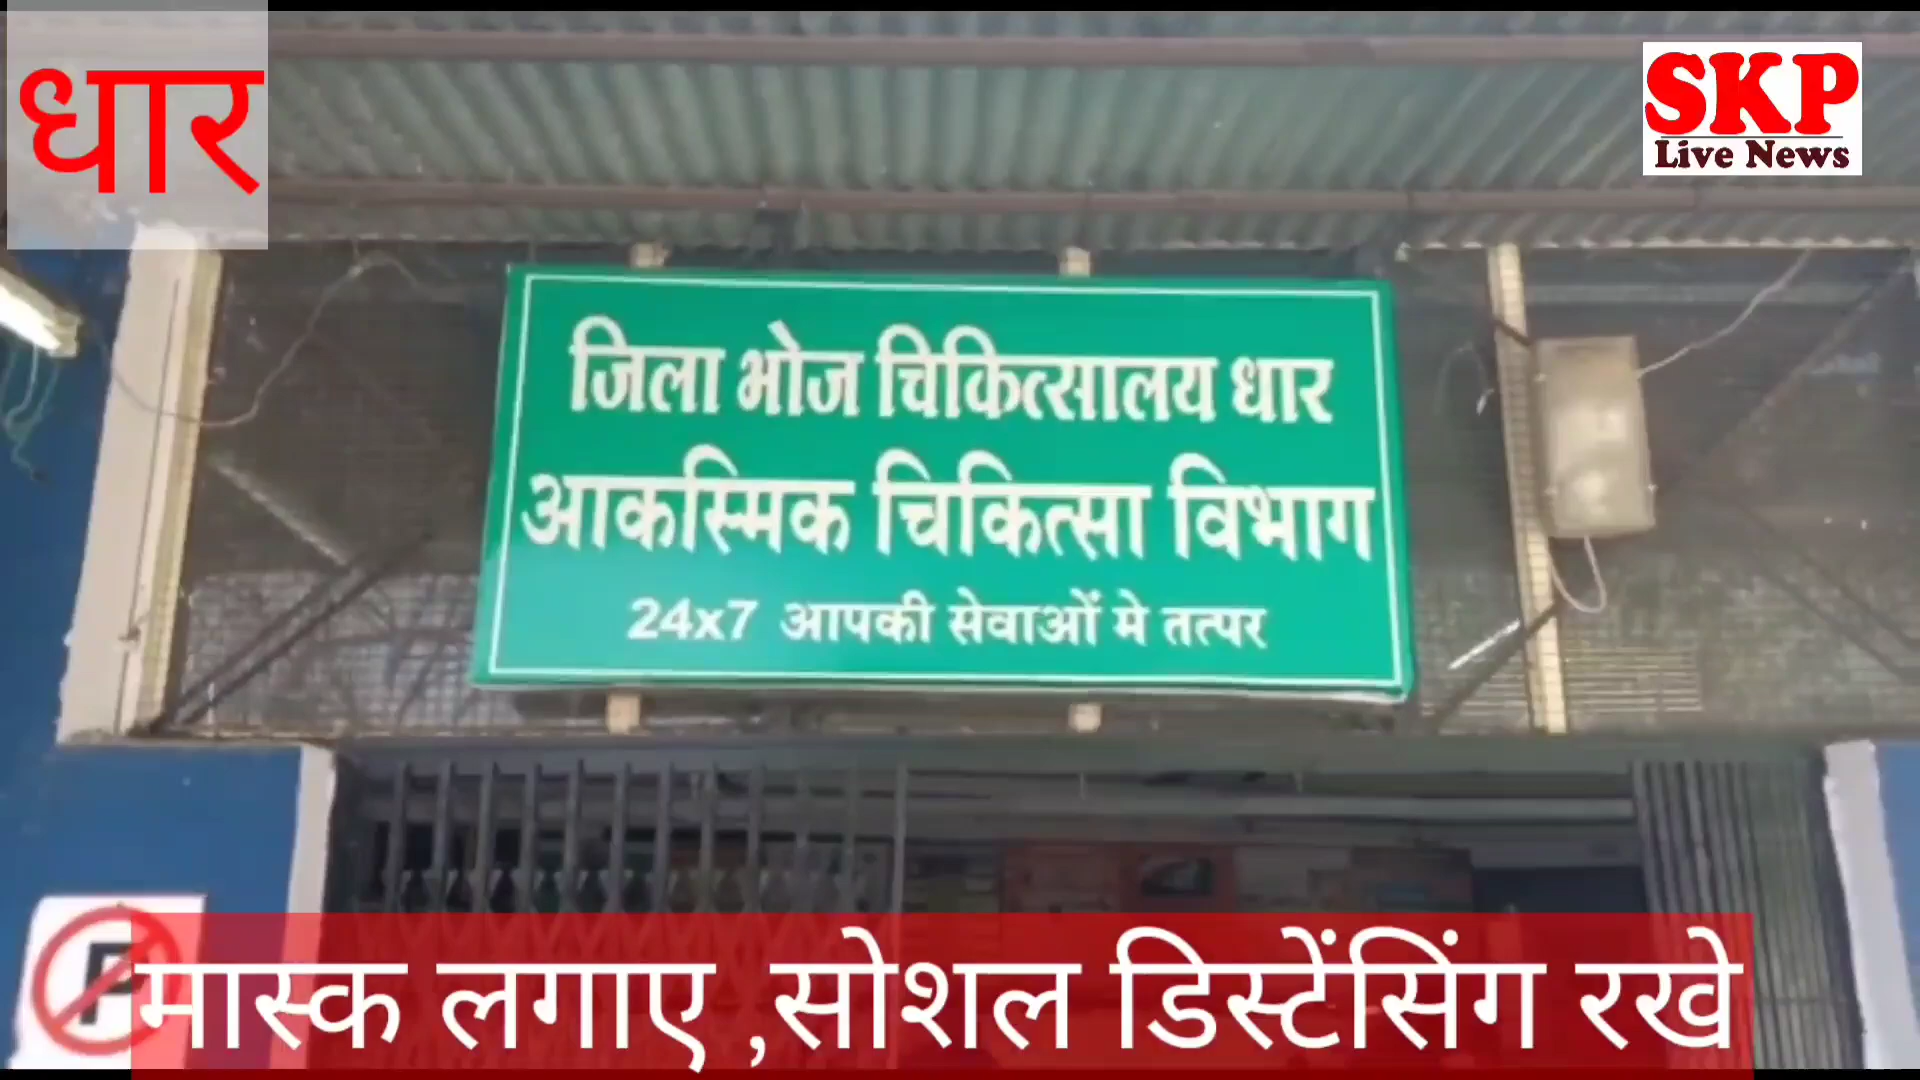 धार
SKP
Live News
जिला भोज चिकित्सालय धार
आकस्मिक चिकित्सा विभाग
24x7 आपकी सेवाओं मे तत्पर
P
मास्क लगाए ,सोशल डिस्टेंसिंग रखे